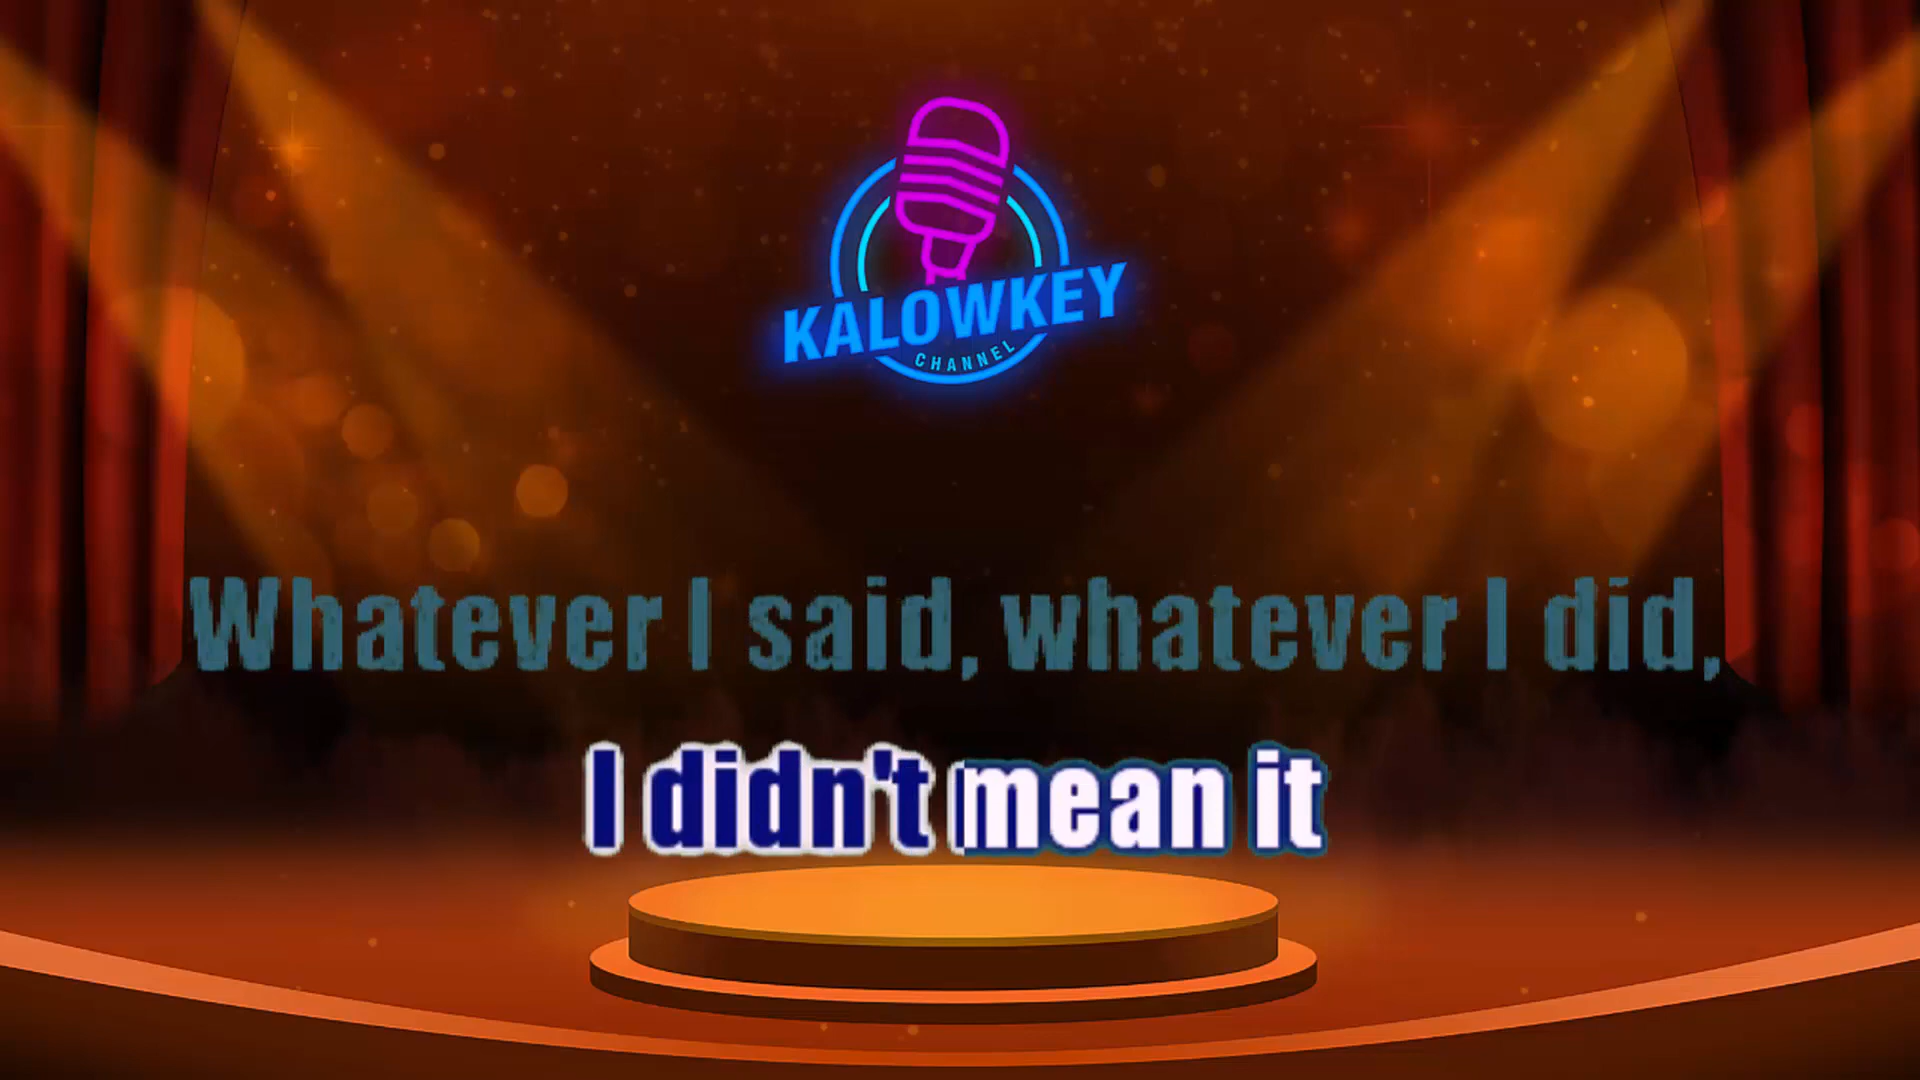 KALOWKEY
CHANNEL
Whatever I said, whatever I did,
I didn't mean it